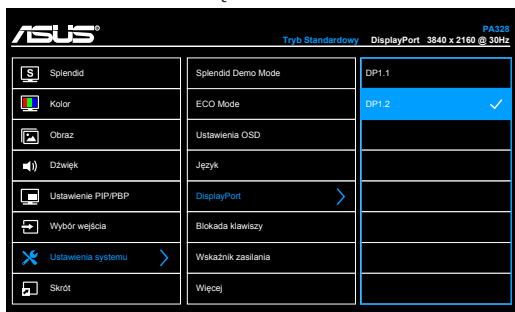 ASUS
PA328
Tryb Standardowy DisplayPort 3840 x 2160 @ 30Hz
S Splendid
Splendid Demo Mode
DP1.1
Kolor
ECO Mode
DP1.2
Obraz
Ustawienia OSD
Dźwięk
Język
Ustawienie PIP/PBP
DisplayPort
Wybór wejścia
Blokada klawiszy
Ustawienia systemu
Wskaźnik zasilania
Skrót
Więcej